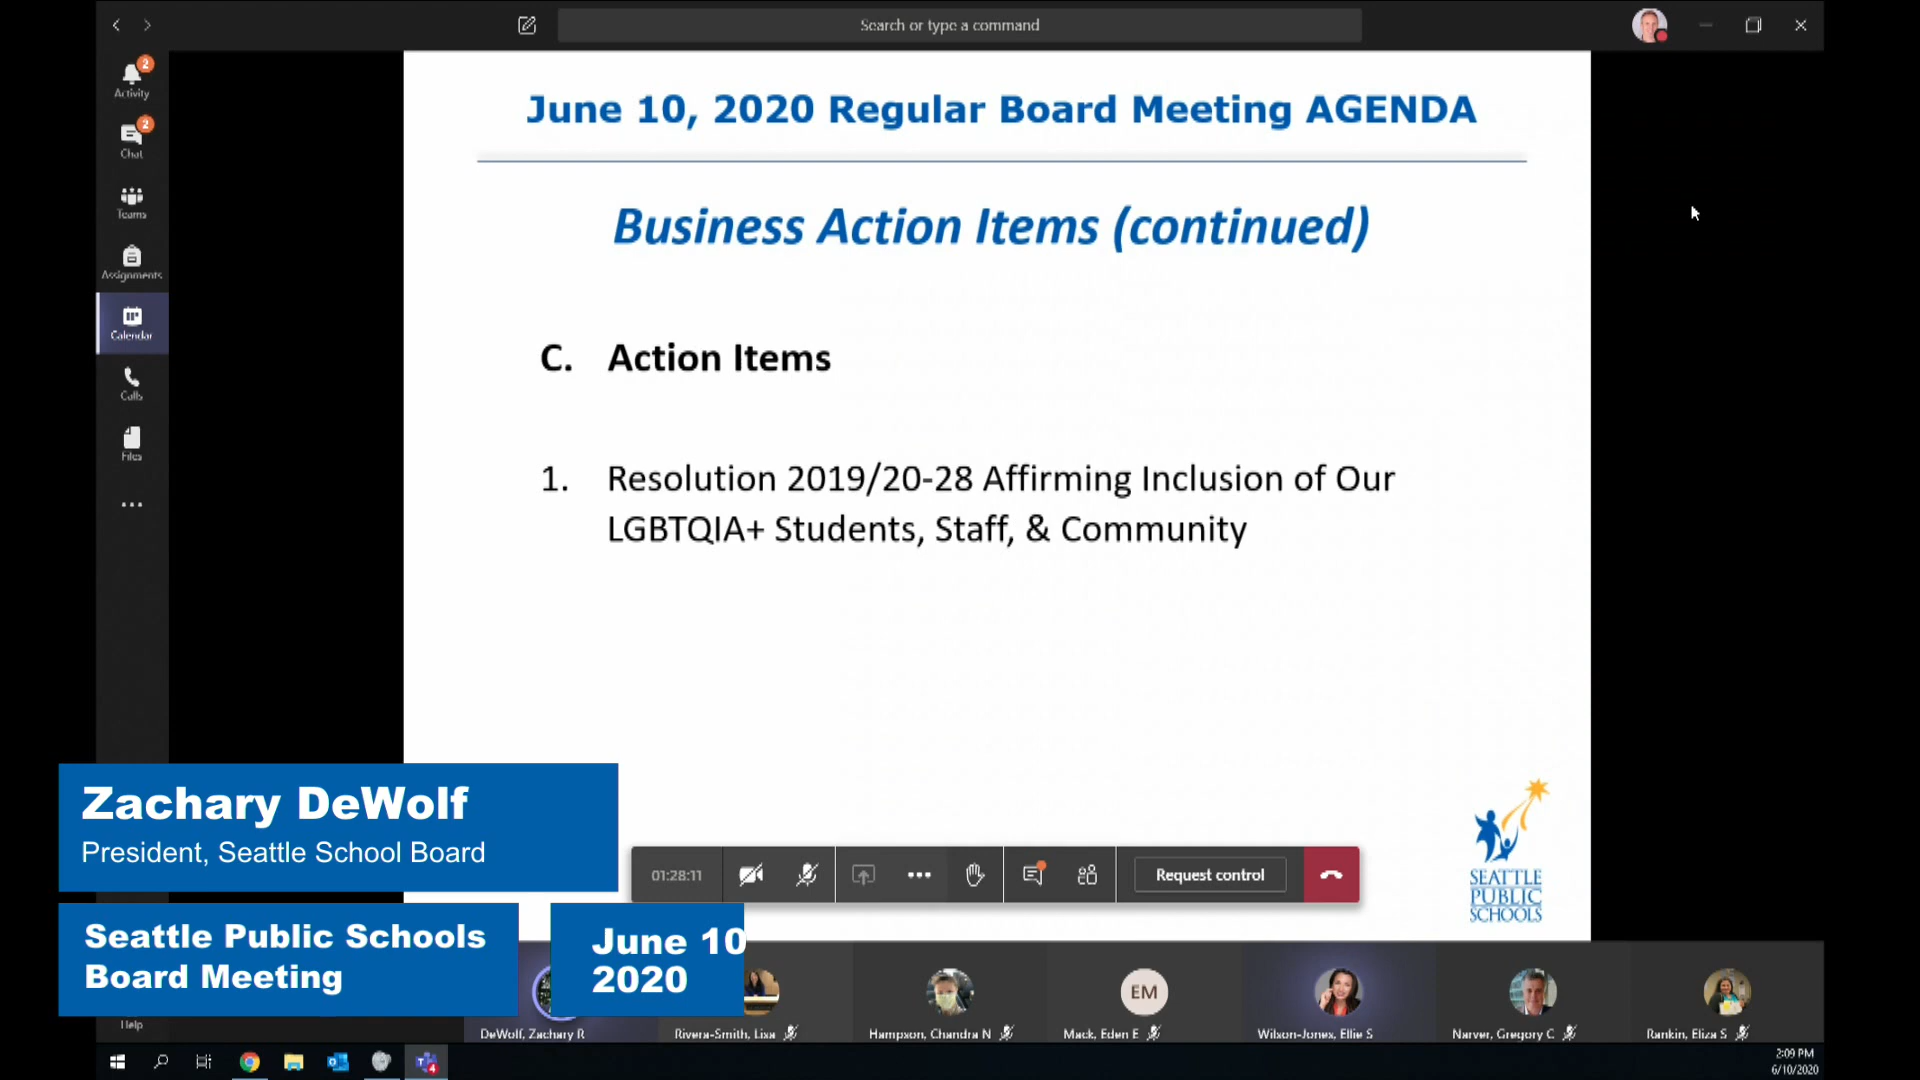 Search or type a command
2
Activity
2
Chat
Teams
Assignments
Calendar
Calls
Files
June 10, 2020 Regular Board Meeting AGENDA
Business Action Items (continued)
C. Action Items
1. Resolution 2019/20-28 Affirming Inclusion of Our
LGBTQIA+ Students, Staff, & Community
SEATTLE
PUBLIC
SCHOOLS
Zachary DeWolf
President, Seattle School Board
01:28:11
Request control
Seattle Public Schools
Board Meeting
June 10
2020
EM
Help
DeWolf, Zachary R
Rivera-Smith, Lisa
Hampson, Chandra N
Mack, Eden E
Wilson-Jones, Ellie S
Narver, Gregory C
Rankin, Eliza S
4
2:09 PM
6/10/2020